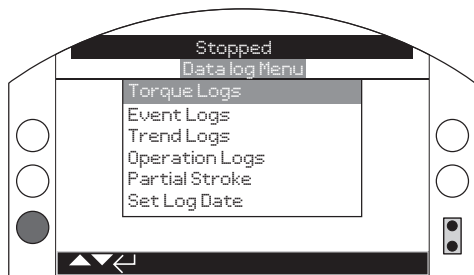 Stopped
Data log Menu
Torque Logs
Event Logs
Trend Logs
Operation Logs
Partial Stroke
Set Log Date